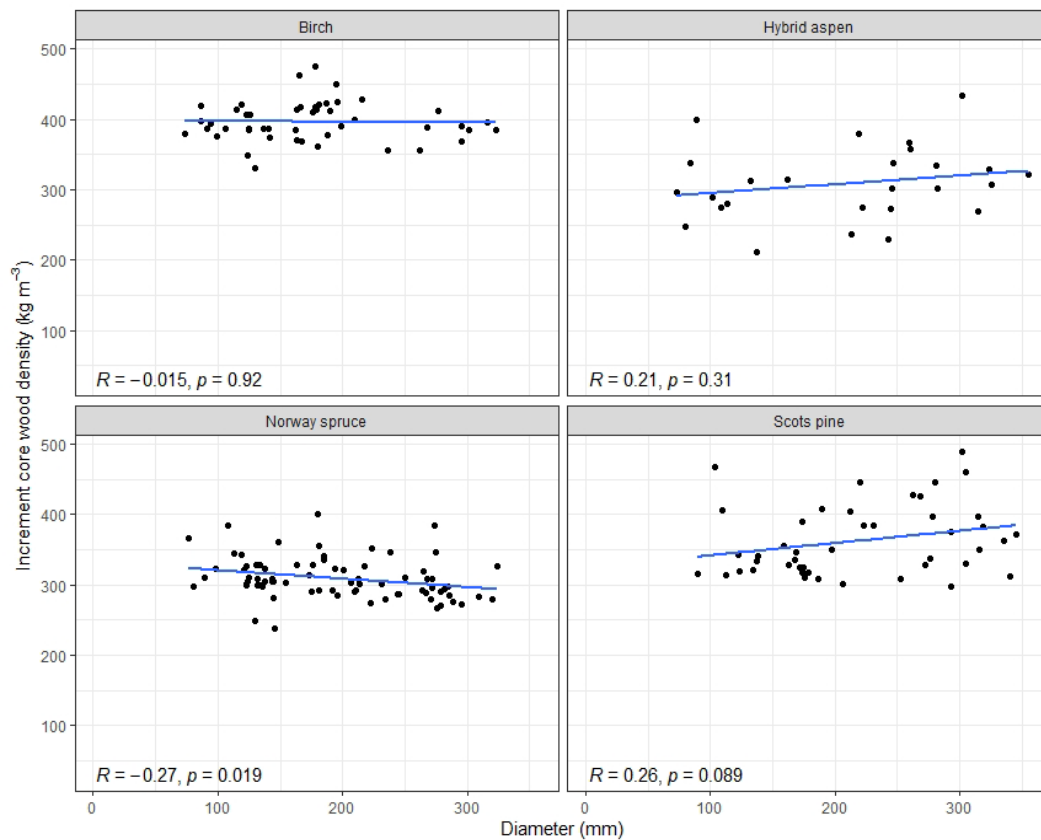 Birch
Hybrid aspen
500
400
300
200
100
R = −0.015, p = 0.92
R = 0.21, p = 0.31
Increment core wood density (kg m⁻³)
Norway spruce
Scots pine
500
400
300
200
100
R = −0.27, p = 0.019
R = 0.26, p = 0.089
0 100 200 300 0 100 200 300
Diameter (mm)